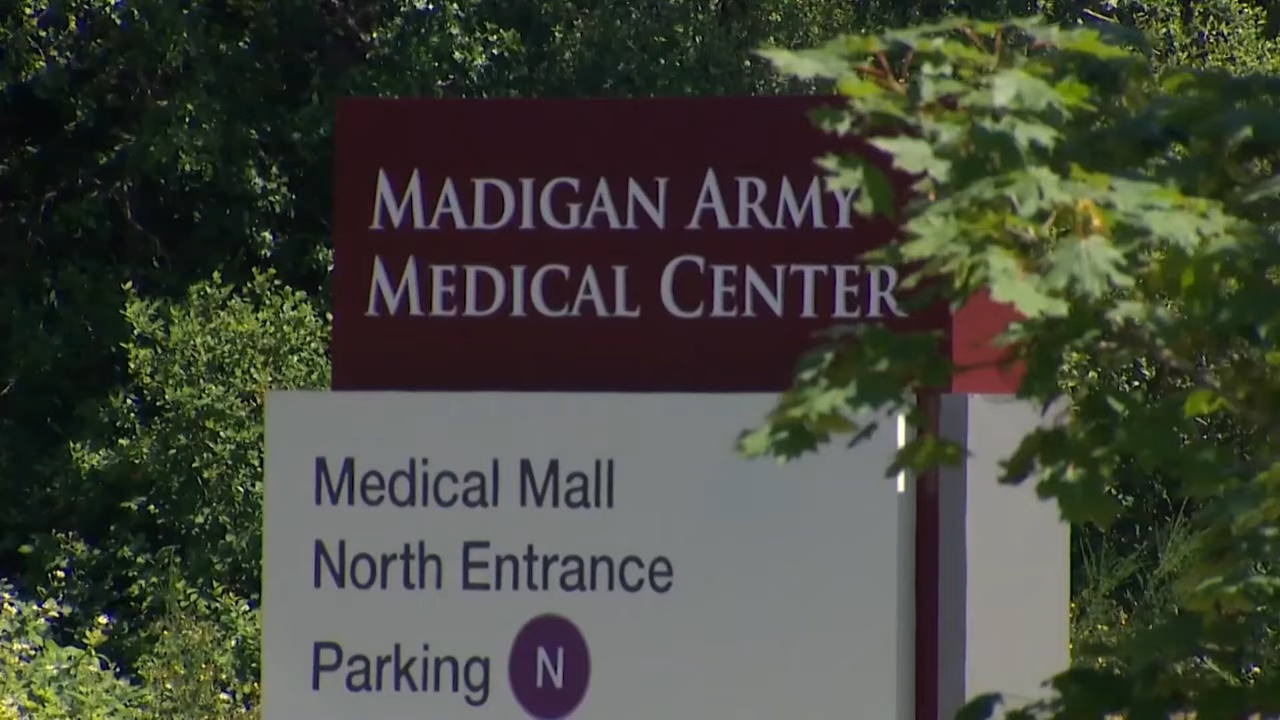 MADIGAN ARMY
MEDICAL CENTER
Medical Mall
North Entrance
Parking N